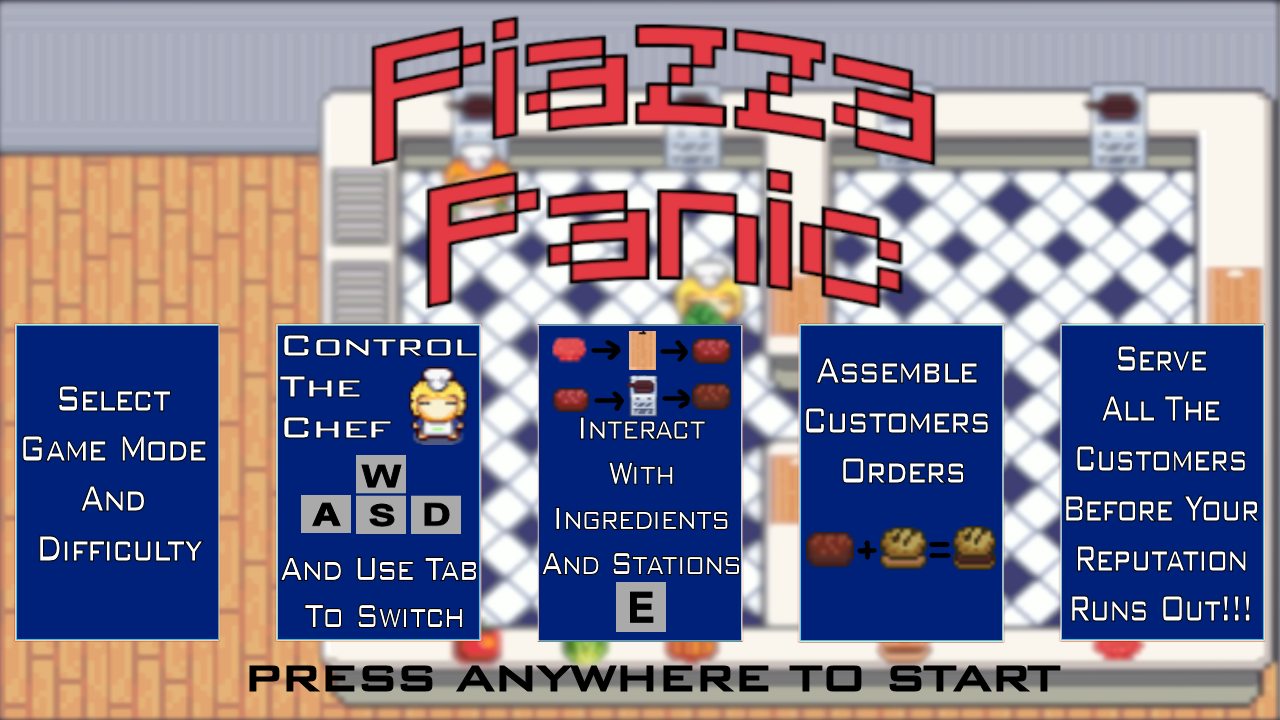 Piazza
Panic
Select
Game Mode
And
Difficulty
Control
The
Chef
W
A S D
And Use Tab
To Switch
Interact
With
Ingredients
And Stations
E
Assemble
Customers
Orders
+ =
Serve
All The
Customers
Before Your
Reputation
Runs Out!!!
PRESS ANYWHERE TO START